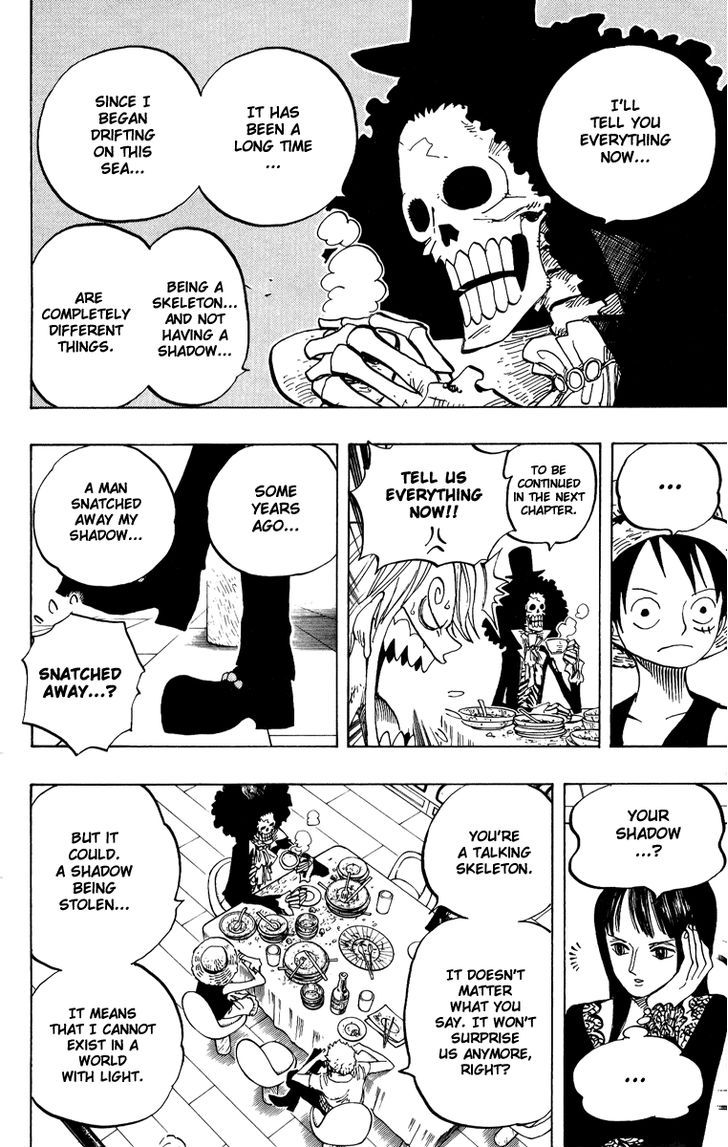 I'LL
TELL YOU
EVERYTHING
NOW...
IT HAS
BEEN A
LONG TIME
...
SINCE I
BEGAN
DRIFTING
ON THIS
SEA...
BEING A
SKELETON...
AND NOT
HAVING A
SHADOW...
ARE
COMPLETELY
DIFFERENT
THINGS.
...
TO BE
CONTINUED
IN THE NEXT
CHAPTER.
TELL US
EVERYTHING
NOW!!
SOME
YEARS
AGO...
A MAN
SNATCHED
AWAY MY
SHADOW...
SNATCHED
AWAY...?
YOUR
SHADOW
...?
...
YOU'RE
A TALKING
SKELETON.
IT DOESN'T
MATTER
WHAT YOU
SAY. IT WON'T
SURPRISE
US ANYMORE,
RIGHT?
BUT IT
COULD.
A SHADOW
BEING
STOLEN...
IT MEANS
THAT I CANNOT
EXIST IN A
WORLD
WITH LIGHT.